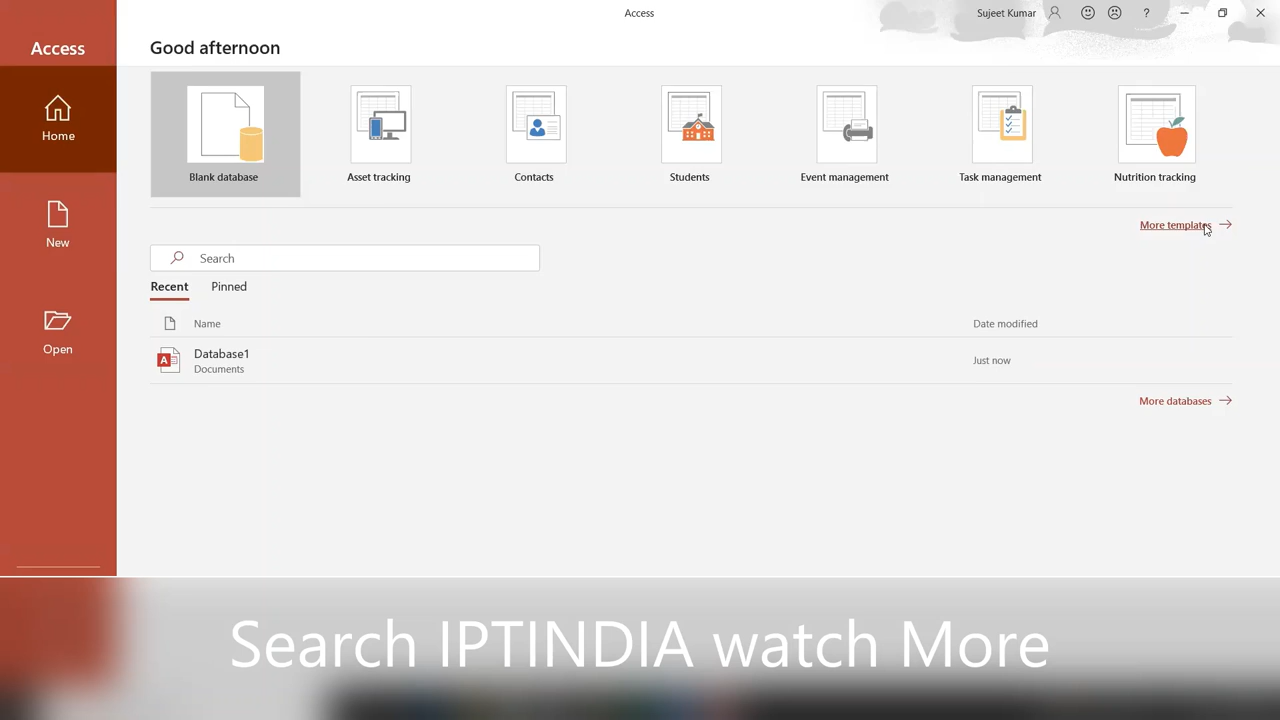 Access
Sujeet Kumar
?
Access
Good afternoon
Home
New
Open
Blank database
Asset tracking
Contacts
Students
Event management
Task management
Nutrition tracking
More templates
Search
Recent
Pinned
Name
Date modified
A
Database1
Documents
Just now
More databases
Search IPTINDIA watch More